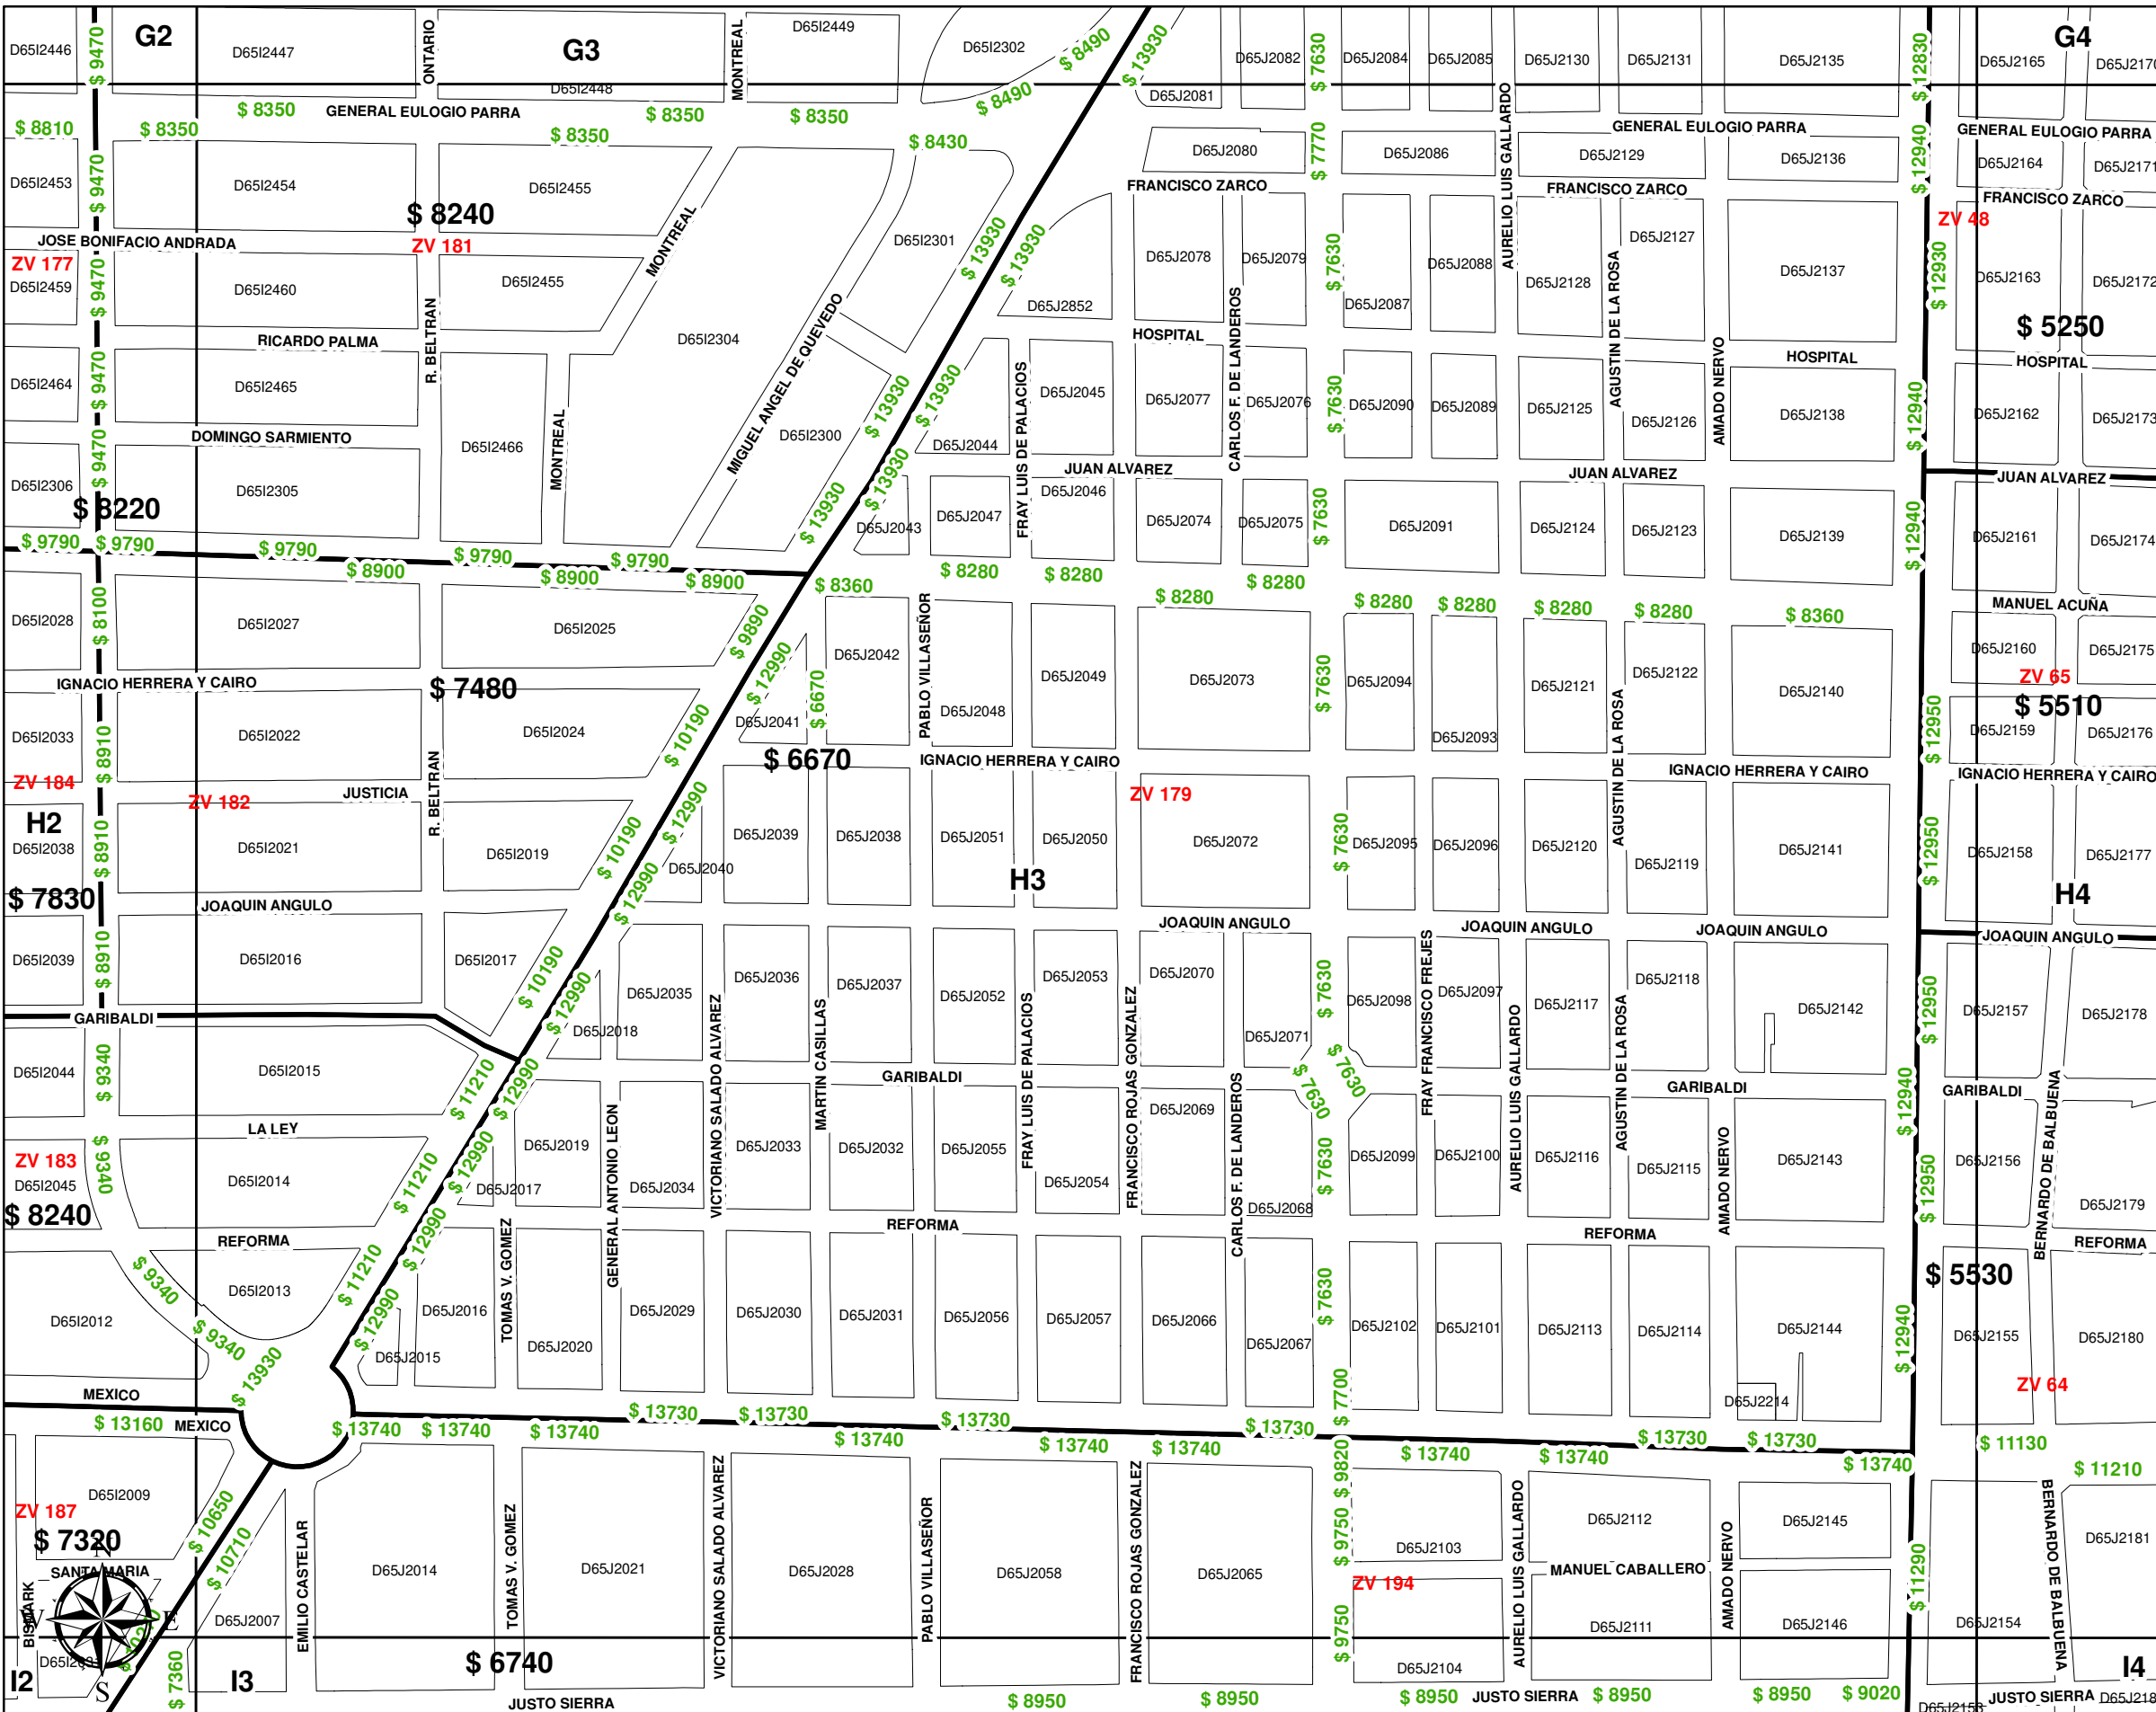 G2
G3
G4
D65I2446
$ 9470
D65I2447
ONTARIO
D65I2448
MONTREAL
D65I2449
D65I2302
$ 8490
$ 8490
$ 13930
D65J2082
$ 7630
D65J2084
D65J2085
D65J2130
D65J2131
D65J2135
$ 12830
D65J2165
D65J2081
$ 8810
$ 8350
$ 8350
GENERAL EULOGIO PARRA
$ 8350
$ 8350
$ 8350
$ 8430
AURELIO LUIS GALLARDO
GENERAL EULOGIO PARRA
GENERAL EULOGIO PARRA
D65I2453
$ 9470
D65I2454
D65I2455
D65J2080
$ 7770
D65J2086
D65J2129
D65J2136
$ 12940
D65J2164
FRANCISCO ZARCO
FRANCISCO ZARCO
FRANCISCO ZARCO
$ 8240
ZV 181
ZV 48
JOSE BONIFACIO ANDRADA
ZV 177
D65I2459
$ 9470
D65I2460
D65I2455
MONTREAL
D65I2301
$ 13930
$ 13930
D65J2852
D65J2078
D65J2079
$ 7630
D65J2087
D65J2088
D65J2128
D65J2127
D65J2137
$ 12930
D65J2163
$ 5250
RICARDO PALMA
R. BELTRAN
D65I2304
MIGUEL ANGEL DE QUEVEDO
HOSPITAL
CARLOS F. DE LANDEROS
AGUSTIN DE LA ROSA
AMADO NERVO
HOSPITAL
HOSPITAL
D65I2464
$ 9470
D65I2465
D65I2466
MONTREAL
D65I2300
$ 13930
$ 13930
D65J2044
FRAY LUIS DE PALACIOS
D65J2045
D65J2077
D65J2076
$ 7630
D65J2090
D65J2089
D65J2125
D65J2126
D65J2138
$ 12940
D65J2162
DOMINGO SARMIENTO
JUAN ALVAREZ
JUAN ALVAREZ
JUAN ALVAREZ
D65I2306
$ 9470
D65I2305
$ 8220
$ 13930
$ 13930
D65J2043
D65J2047
D65J2046
D65J2074
D65J2075
$ 7630
D65J2091
D65J2124
D65J2123
D65J2139
$ 12940
D65J2161
D65J2174
$ 9790
$ 9790
$ 9790
$ 9790
$ 9790
$ 8900
$ 8900
$ 8900
$ 8360
$ 8280
$ 8280
$ 8280
$ 8280
$ 8280
$ 8280
$ 8280
$ 8280
$ 8360
MANUEL ACUÑA
D65I2028
$ 8100
D65I2027
D65I2025
$ 9890
$ 12990
D65J2041
$ 6670
D65J2042
PABLO VILLASEÑOR
D65J2048
D65J2049
D65J2073
$ 7630
D65J2094
D65J2093
D65J2121
AGUSTIN DE LA ROSA
D65J2122
D65J2140
$ 12950
D65J2160
D65J2175
ZV 65
$ 5510
D65J2159
D65J2176
IGNACIO HERRERA Y CAIRO
$ 7480
$ 6670
IGNACIO HERRERA Y CAIRO
IGNACIO HERRERA Y CAIRO
IGNACIO HERRERA Y CAIRO
D65I2033
$ 8910
D65I2022
D65I2024
$ 10190
ZV 184
ZV 182
JUSTICIA
R. BELTRAN
ZV 179
H2
D65I2038
$ 8910
D65I2021
D65I2019
$ 10190
$ 12990
$ 12990
D65J2040
D65J2039
D65J2038
D65J2051
D65J2050
D65J2072
$ 7630
D65J2095
D65J2096
D65J2120
D65J2119
D65J2141
$ 12950
D65J2158
D65J2177
$ 7830
H3
H4
JOAQUIN ANGULO
JOAQUIN ANGULO
JOAQUIN ANGULO
JOAQUIN ANGULO
JOAQUIN ANGULO
D65I2039
$ 8910
D65I2016
D65I2017
$ 10190
$ 12990
D65J2018
D65J2035
VICTORIANO SALADO ALVAREZ
D65J2036
MARTIN CASILLAS
D65J2037
D65J2052
FRAY LUIS DE PALACIOS
D65J2053
FRANCISCO ROJAS GONZALEZ
D65J2070
D65J2071
$ 7630
$ 7630
$ 7630
D65J2098
FRAY FRANCISCO FREJES
D65J2097
AURELIO LUIS GALLARDO
D65J2117
AGUSTIN DE LA ROSA
D65J2118
D65J2142
$ 12950
D65J2157
D65J2178
GARIBALDI
GARIBALDI
GARIBALDI
GARIBALDI
D65I2044
$ 9340
D65I2015
$ 11210
$ 12990
LA LEY
ZV 183
D65I2045
$ 9340
D65I2014
$ 11210
$ 12990
D65J2017
D65J2019
GENERAL ANTONIO LEON
D65J2034
D65J2033
D65J2032
D65J2055
D65J2054
D65J2069
CARLOS F. DE LANDEROS
D65J2068
$ 7630
D65J2099
D65J2100
D65J2116
D65J2115
AMADO NERVO
D65J2143
$ 12940
$ 12950
D65J2156
BERNARDO DE BALBUENA
D65J2179
$ 8240
REFORMA
REFORMA
REFORMA
REFORMA
$ 5530
D65I2012
$ 9340
$ 9340
D65I2013
$ 11210
$ 12990
$ 12990
$ 13930
D65J2015
D65J2016
TOMAS V. GOMEZ
D65J2020
D65J2029
D65J2030
D65J2031
D65J2056
D65J2057
D65J2066
D65J2067
$ 7630
$ 7700
D65J2102
D65J2101
D65J2113
D65J2114
D65J2144
D65J2214
$ 12940
D65J2155
D65J2180
ZV 64
MEXICO
$ 13160
MEXICO
$ 13740
$ 13740
$ 13740
$ 13730
$ 13730
$ 13740
$ 13730
$ 13740
$ 13740
$ 13730
$ 13740
$ 13740
$ 13730
$ 13730
$ 13740
$ 11130
$ 11210
D65I2009
ZV 187
$ 7320
$ 10650
$ 10710
N
SANTA MARIA
BISMARK
W
E
S
EMILIO CASTELAR
D65J2007
D65J2014
TOMAS V. GOMEZ
D65J2021
VICTORIANO SALADO ALVAREZ
D65J2028
PABLO VILLASEÑOR
D65J2058
FRANCISCO ROJAS GONZALEZ
D65J2065
$ 9820
$ 9750
$ 9750
D65J2103
ZV 194
D65J2104
AURELIO LUIS GALLARDO
D65J2112
MANUEL CABALLERO
D65J2111
AMADO NERVO
D65J2145
D65J2146
$ 11290
D65J2154
BERNARDO DE BALBUENA
D65J2181
I2
$ 7360
I3
$ 6740
I4
JUSTO SIERRA
$ 8950
$ 8950
$ 8950
JUSTO SIERRA
$ 8950
$ 8950
$ 9020
JUSTO SIERRA